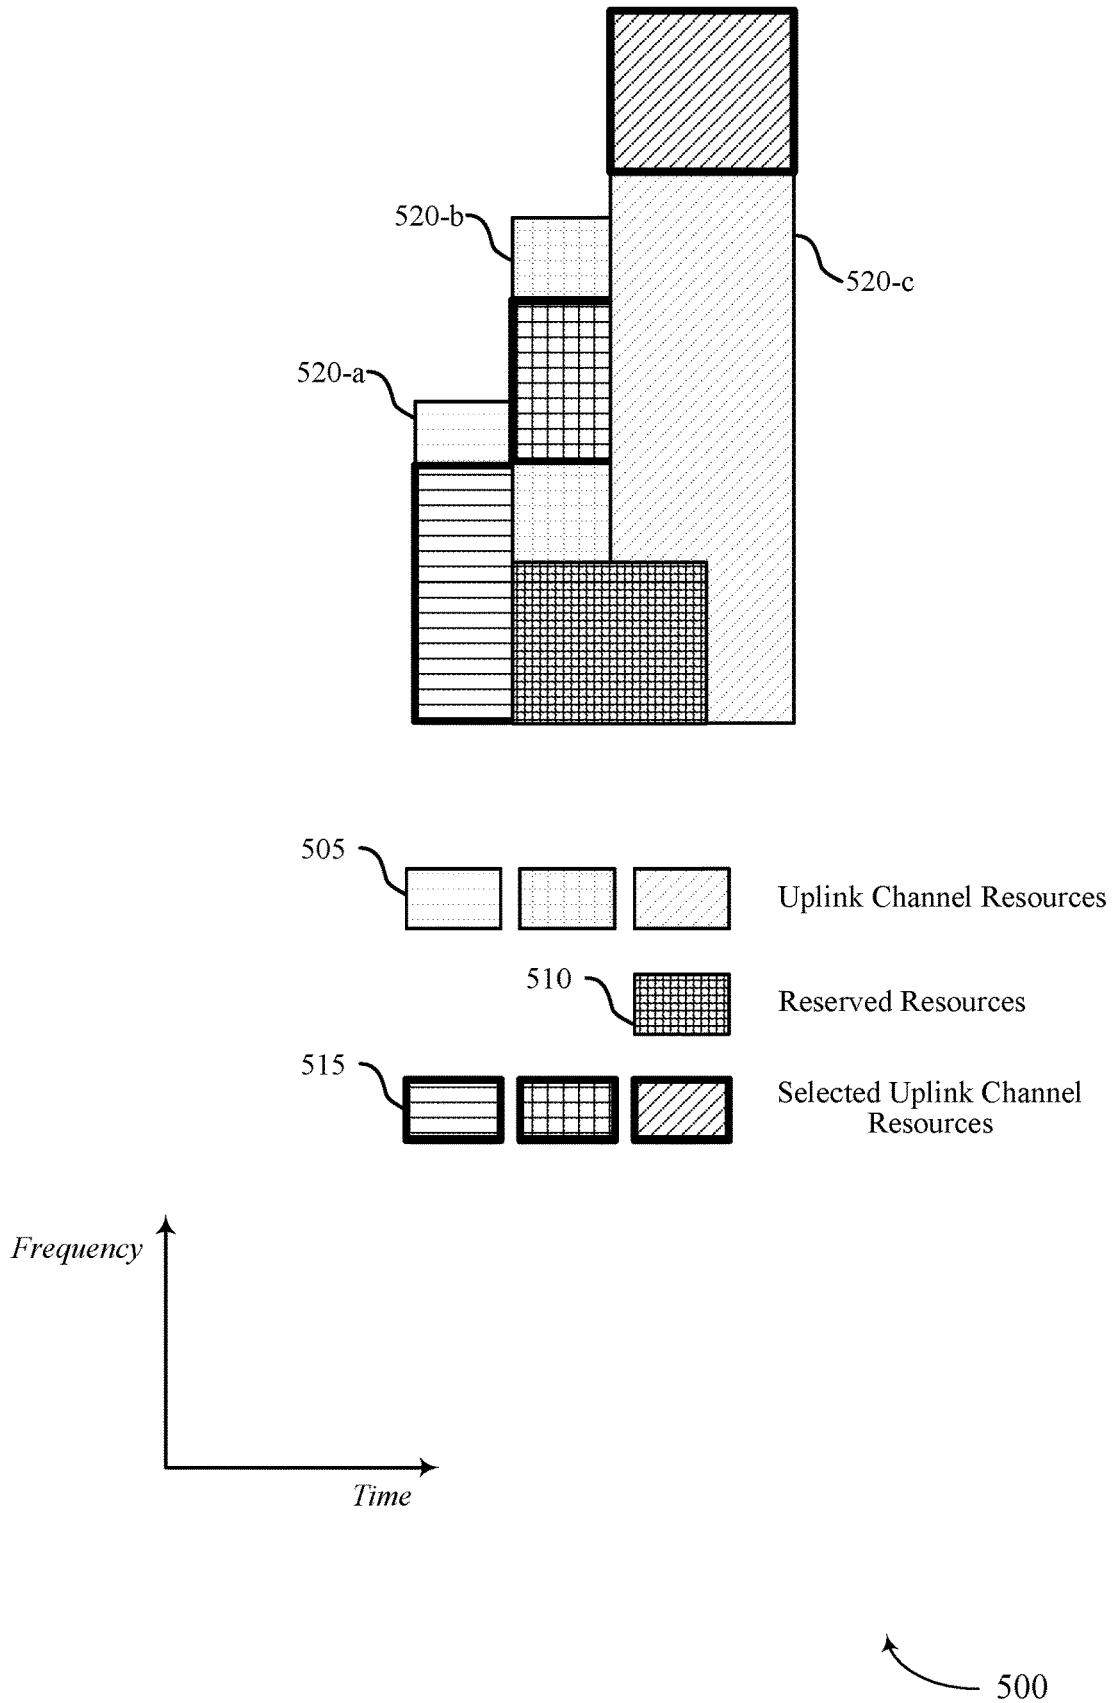 520-b
520-c
520-a
505
Uplink Channel Resources
510
Reserved Resources
515
Selected Uplink Channel
Resources
Frequency
Time
500